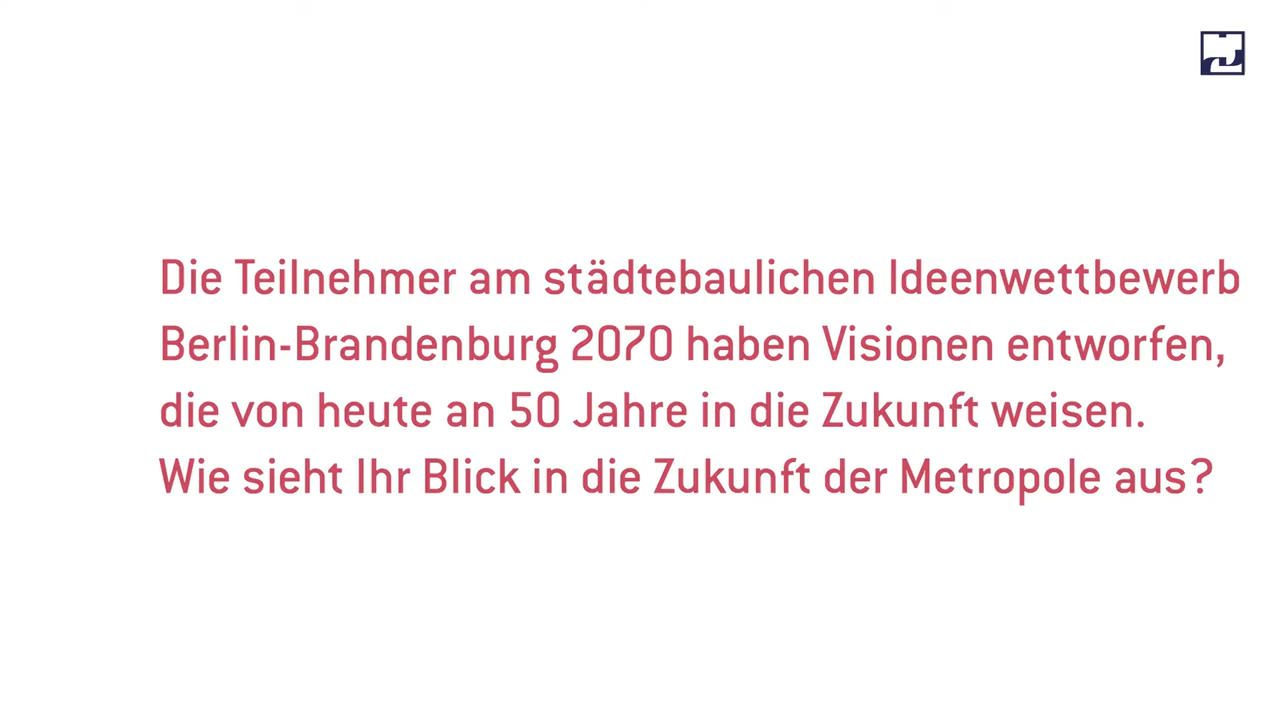 Die Teilnehmer am städtebaulichen Ideenwettbewerb
Berlin-Brandenburg 2070 haben Visionen entworfen,
die von heute an 50 Jahre in die Zukunft weisen.
Wie sieht Ihr Blick in die Zukunft der Metropole aus?